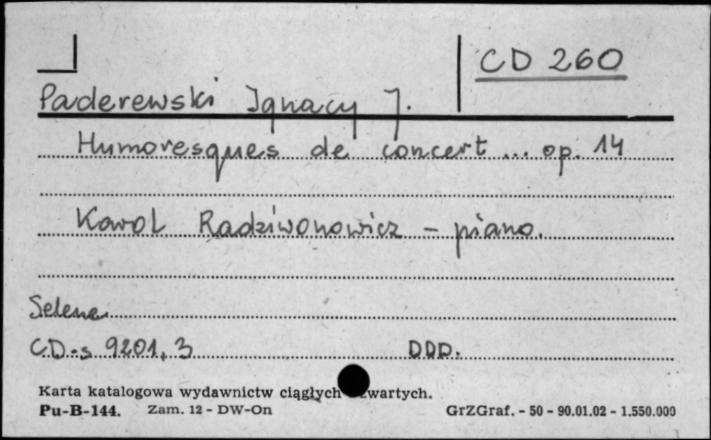 CD 260
Paderewski Ignacy J.
Humoresques de concert ... op. 14
Karol Radziwonowicz - piano.
Selene
CD-s 9201, 3 DDD.
Karta katalogowa wydawnictw ciągłych zwartych.
Pu-B-144. Zam. 12 - DW-On GrZGraf. - 50 - 90.01.02 - 1.550.000